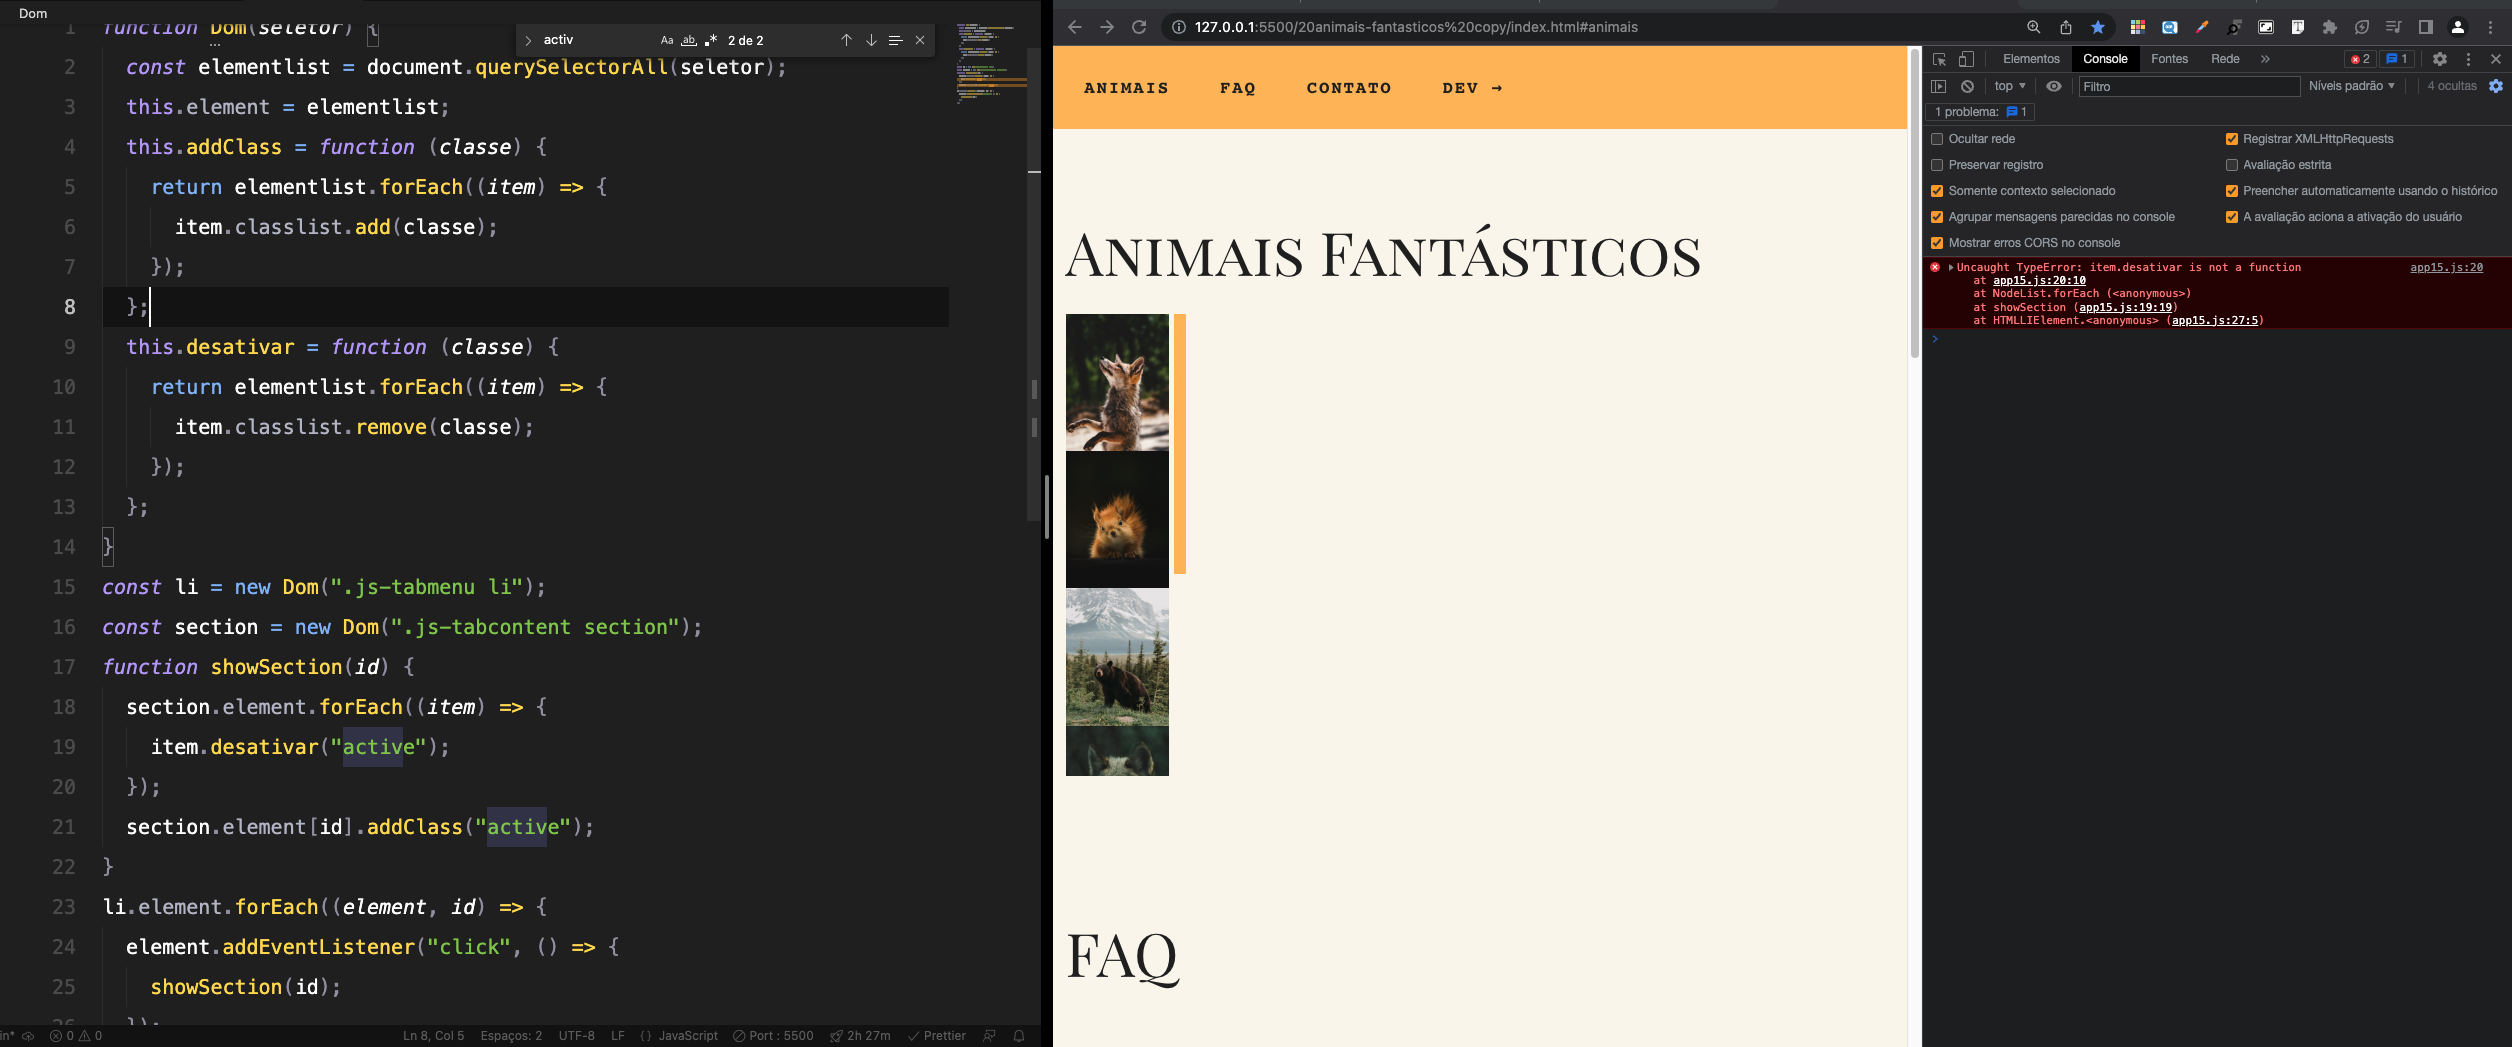 Dom
1 function Dom(seletor) {
activ
Aa ab .* 2 de 2
2 const elementlist = document.querySelectorAll(seletor);
3 this.element = elementlist;
4 this.addClass = function (classe) {
5 return elementlist.forEach((item) => {
6 item.classlist.add(classe);
7 });
8 };
9 this.desativar = function (classe) {
10 return elementlist.forEach((item) => {
11 item.classlist.remove(classe);
12 });
13 };
14 }
15 const li = new Dom(".js-tabmenu li");
16 const section = new Dom(".js-tabcontent section");
17 function showSection(id) {
18 section.element.forEach((item) => {
19 item.desativar("active");
20 });
21 section.element[id].addClass("active");
22 }
23 li.element.forEach((element, id) => {
24 element.addEventListener("click", () => {
25 showSection(id);
26 });
in* 0 0 Ln 8, Col 5 Espaços: 2 UTF-8 LF {} JavaScript Port : 5500 2h 27m Prettier
127.0.0.1:5500/20animais-fantasticos%20copy/index.html#animais
ANIMAIS FAQ CONTATO DEV →
Animais Fantásticos
FAQ
Elementos Console Fontes Rede » 2 1
top Filtro Níveis padrão 4 ocultas
1 problema: 1
Ocultar rede Registrar XMLHttpRequests
Preservar registro Avaliação estrita
Somente contexto selecionado Preencher automaticamente usando o histórico
Agrupar mensagens parecidas no console A avaliação aciona a ativação do usuário
Mostrar erros CORS no console
Uncaught TypeError: item.desativar is not a function app15.js:20
at app15.js:20:10
at NodeList.forEach (<anonymous>)
at showSection (app15.js:19:19)
at HTMLLIElement.<anonymous> (app15.js:27:5)